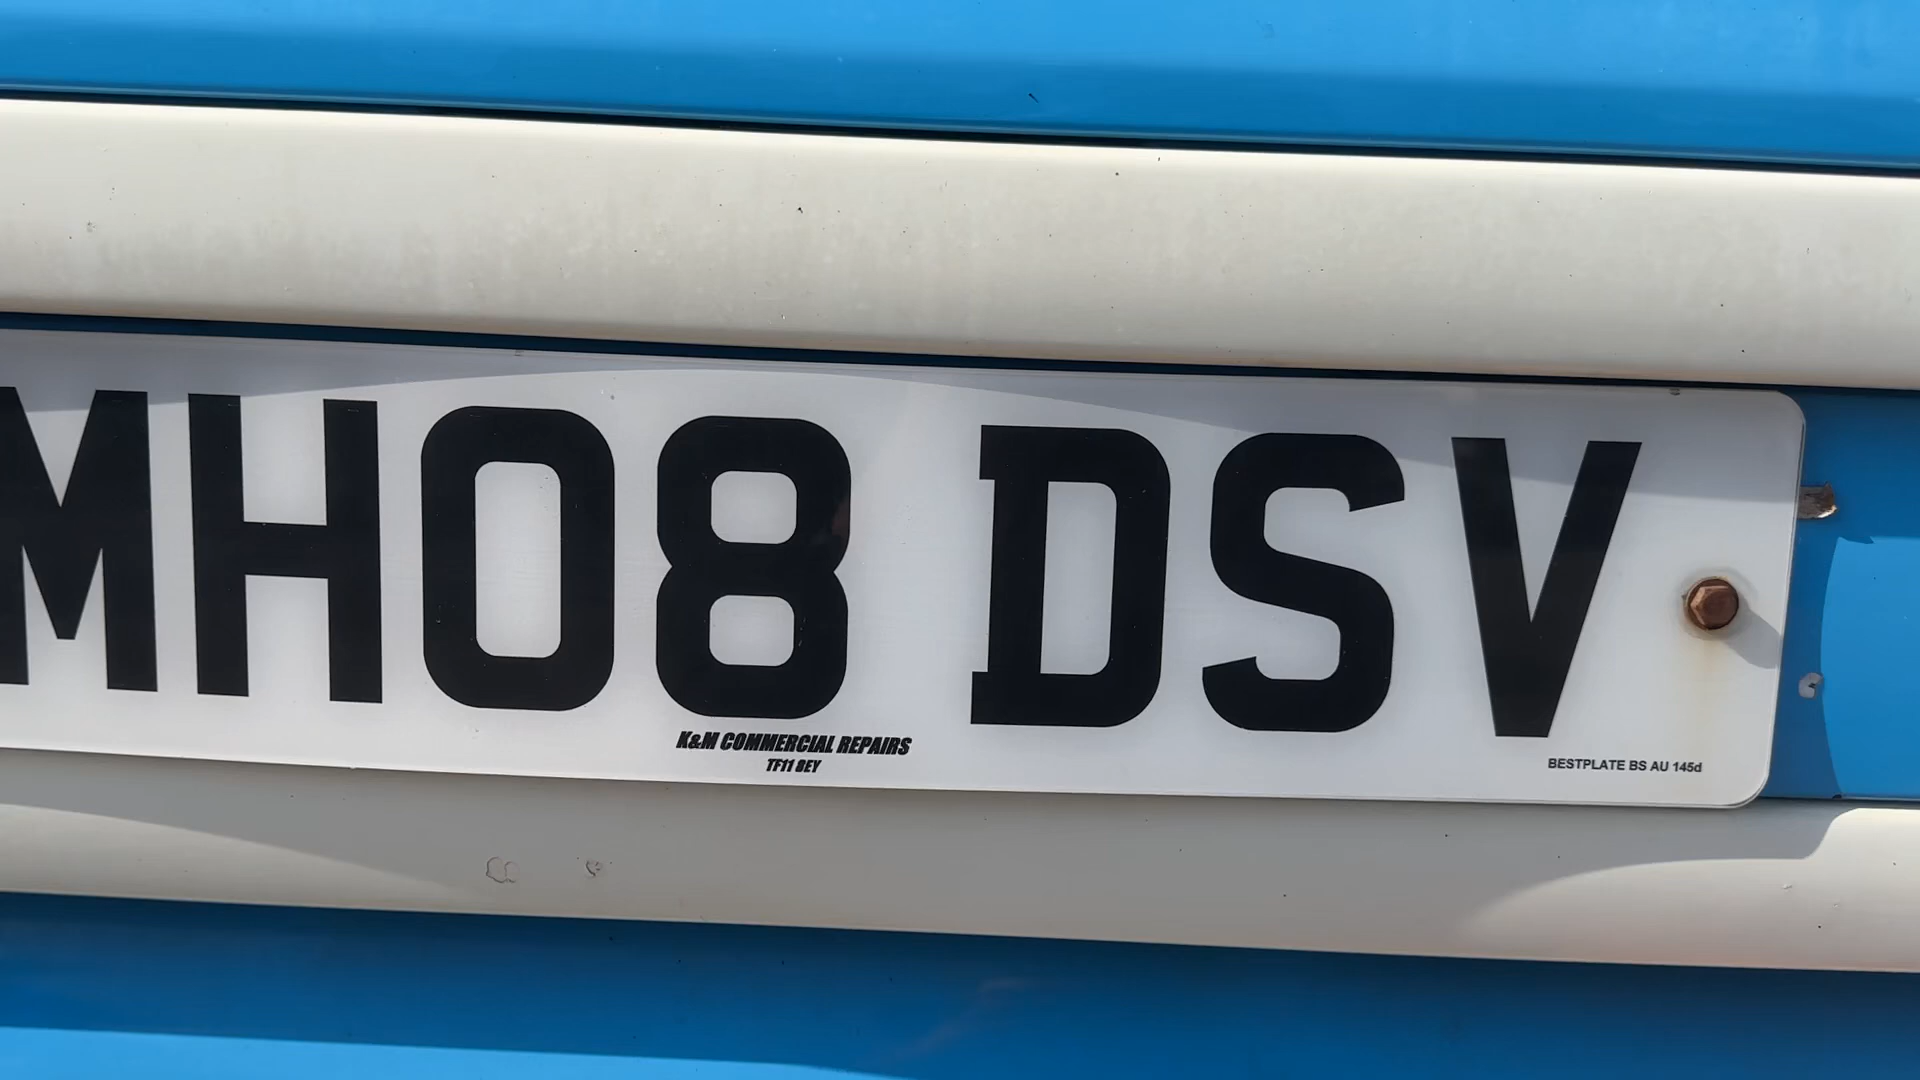 MH08 DSV
K&M COMMERCIAL REPAIRS
TF11 8EY
BESTPLATE BS AU 145d